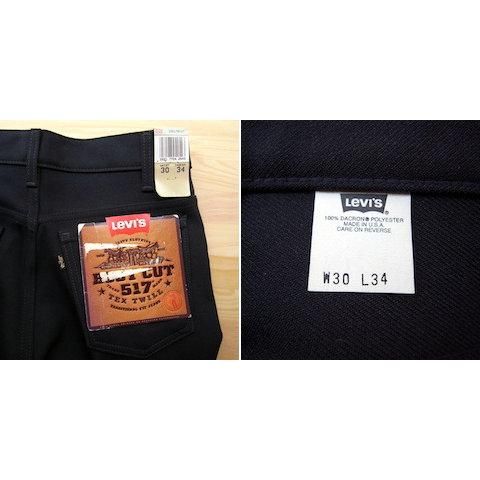 30 34
LEVI'S
BOOT CUT
517
TEX TWILL
LEVI'S
100% DACRON® POLYESTER
MADE IN U.S.A.
CARE ON REVERSE
W30 L34